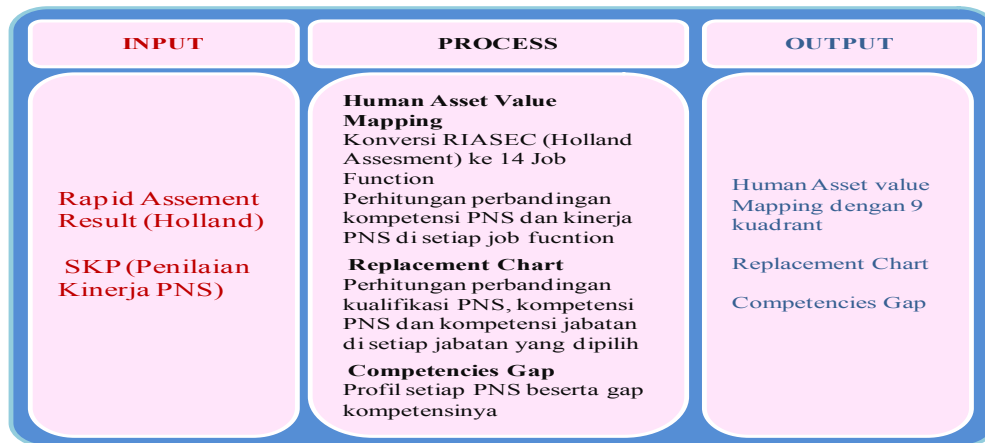 INPUT
PROCESS
OUTPUT
Rapid Assement
Result (Holland)
SKP (Penilaian
Kinerja PNS)
Human Asset Value
Mapping
Konversi RIASEC (Holland
Assesment) ke 14 Job
Function
Perhitungan perbandingan
kompetensi PNS dan kinerja
PNS di setiap job fucntion
Replacement Chart
Perhitungan perbandingan
kualifikasi PNS, kompetensi
PNS dan kompetensi jabatan
di setiap jabatan yang dipilih
Competencies Gap
Profil setiap PNS beserta gap
kompetensinya
Human Asset value
Mapping dengan 9
kuadrant
Replacement Chart
Competencies Gap